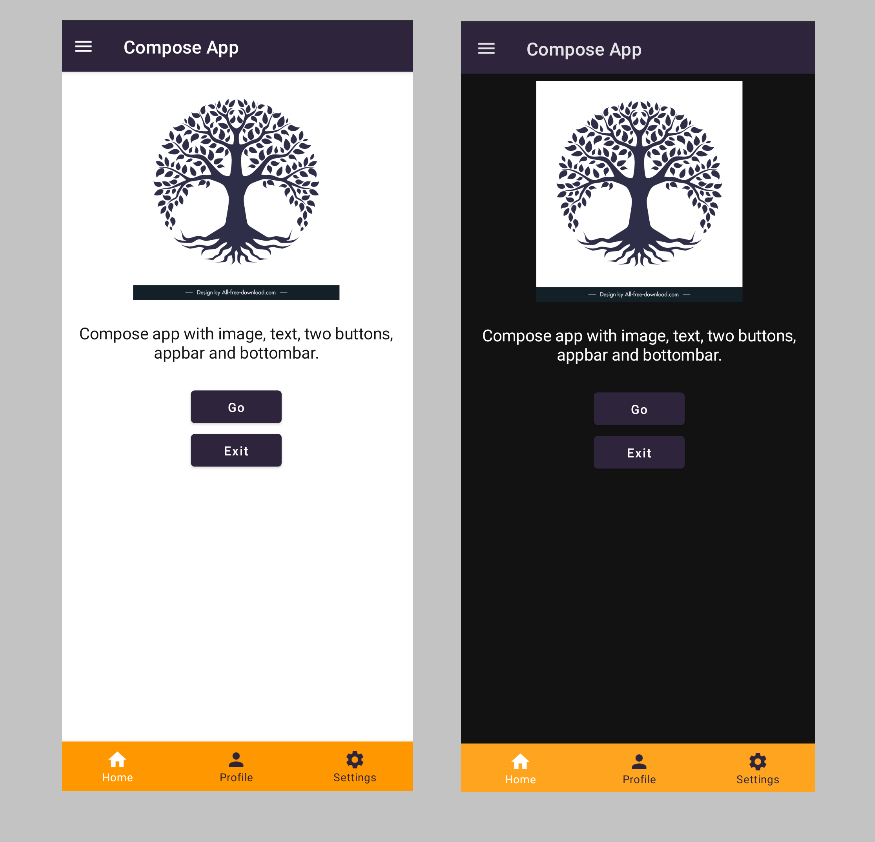 Compose App
— Design by All-free-download.com —
Compose app with image, text, two buttons,
appbar and bottombar.
Go
Exit
Home Profile Settings
Compose App
— Design by All-free-download.com —
Compose app with image, text, two buttons,
appbar and bottombar.
Go
Exit
Home Profile Settings